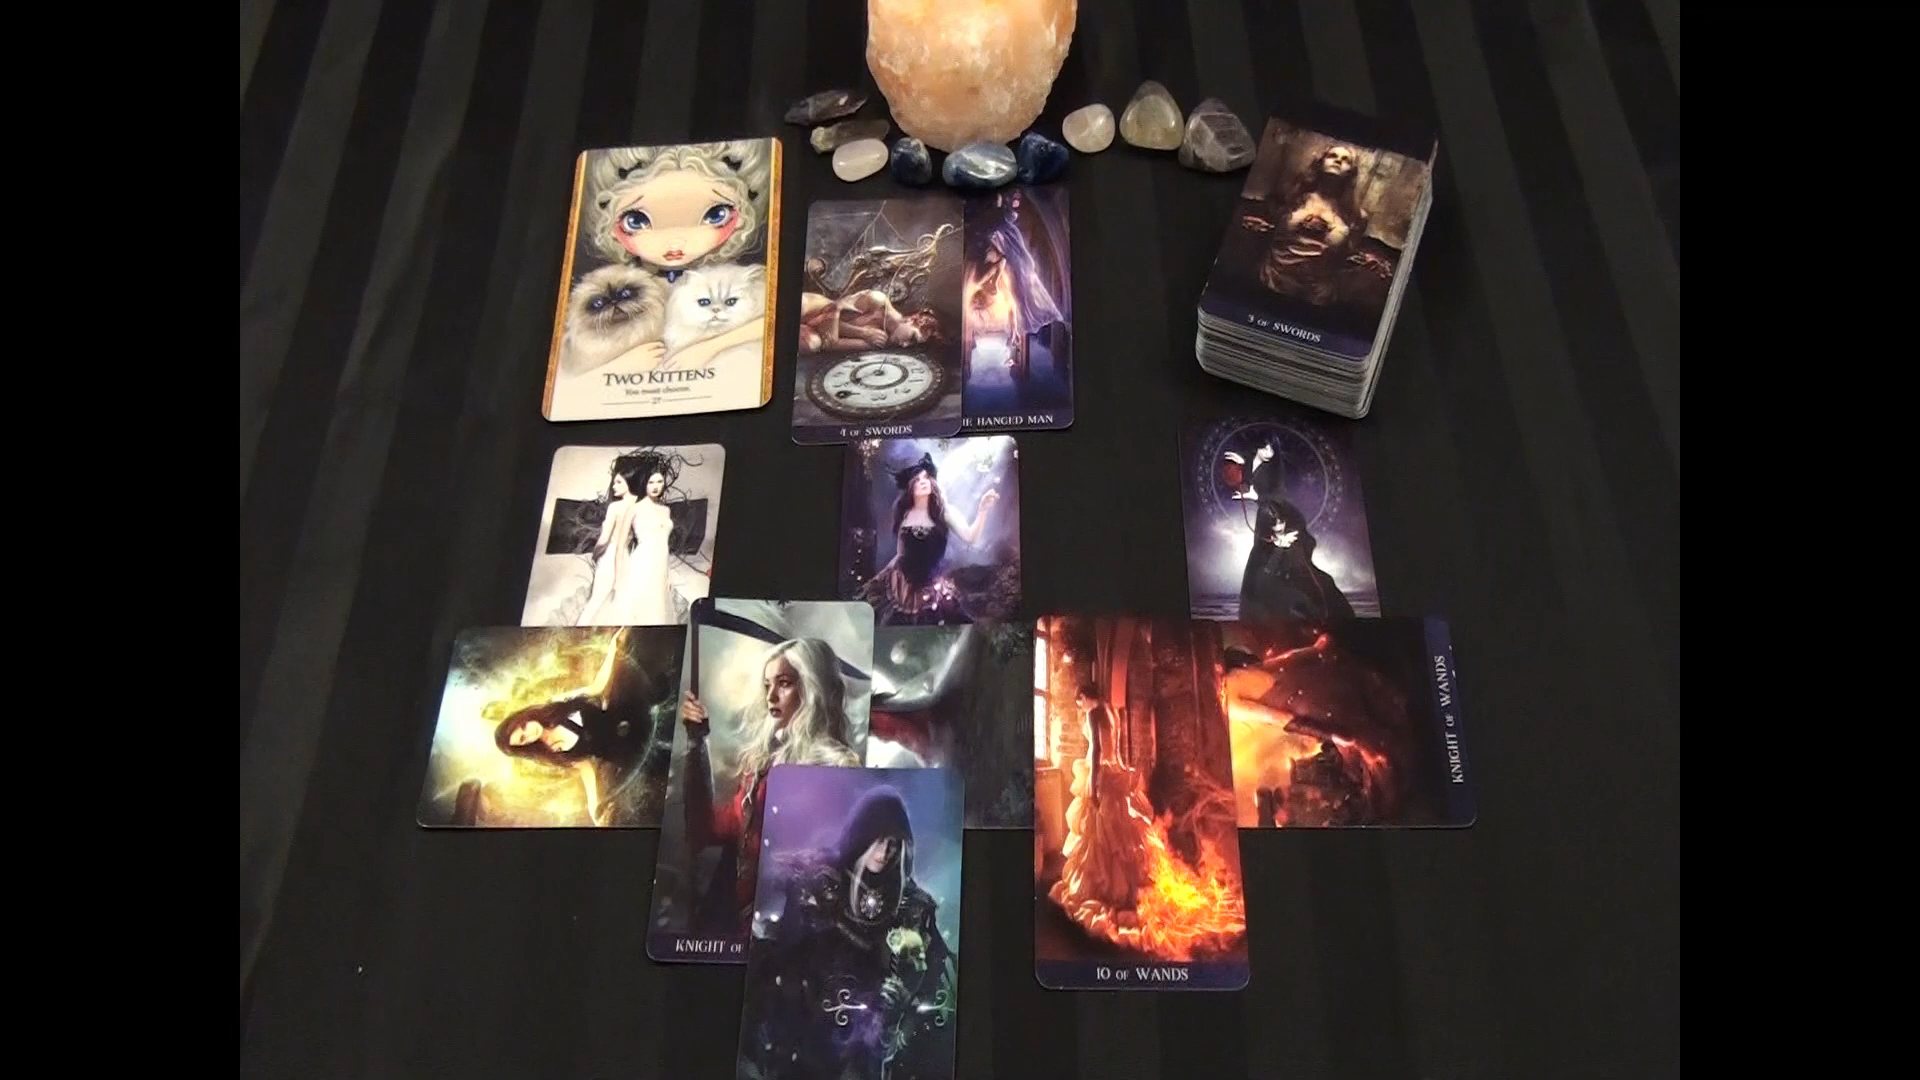 TWO KITTENS
You must choose.
27
4 OF SWORDS
HE HANGED MAN
3 OF SWORDS
KNIGHT OF WANDS
KNIGHT OF
10 OF WANDS